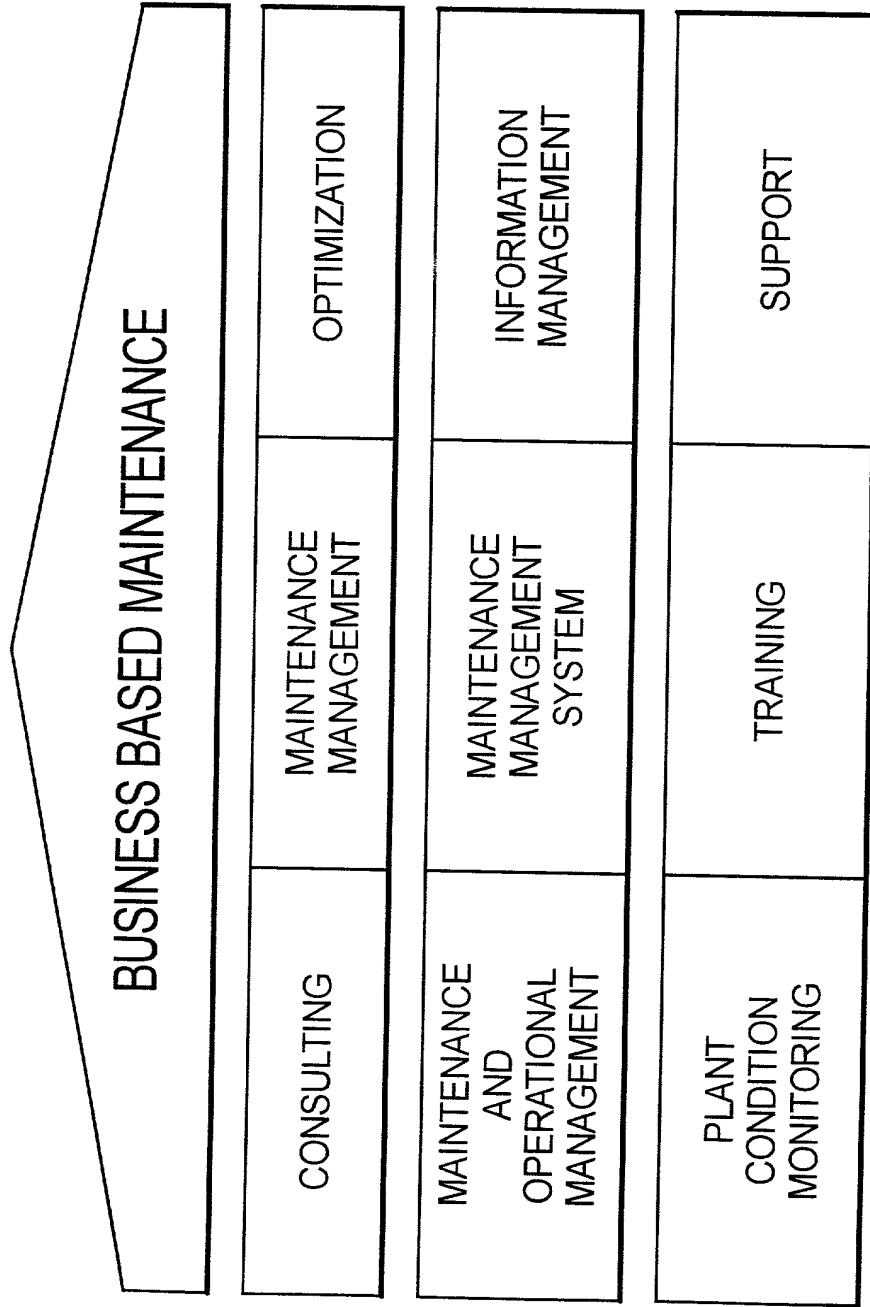 BUSINESS BASED MAINTENANCE
CONSULTING
MAINTENANCE
MANAGEMENT
OPTIMIZATION
MAINTENANCE
AND
OPERATIONAL
MANAGEMENT
MAINTENANCE
MANAGEMENT
SYSTEM
INFORMATION
MANAGEMENT
PLANT
CONDITION
MONITORING
TRAINING
SUPPORT